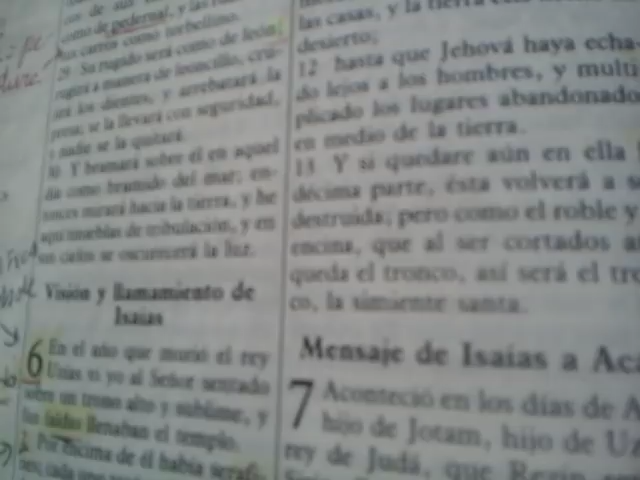 como de pedernal, y las
sus carros como torbellino.
29 Su rugido será como de león;
rugirá a manera de leoncillo, cru-
jirá los dientes, y arrebatará la
presa; se la llevará con seguridad,
y nadie se la quitará.
30 Y bramará sobre él en aquel
día como bramido del mar; en-
tonces mirará hacia la tierra, y he
aquí tinieblas de tribulación, y en
sus cielos se oscurecerá la luz.
Visión y llamamiento de
Isaías
6 En el año que murió el rey
Uzías vi yo al Señor sentado
sobre un trono alto y sublime, y
sus faldas llenaban el templo.
2 Por encima de él había serafi-
nes; cada uno
las casas, y la tierra
desierto;
12 hasta que Jehová haya echa-
do lejos a los hombres, y multi-
plicado los lugares abandonados
en medio de la tierra.
13 Y si quedare aún en ella
décima parte, ésta volverá a
destruida; pero como el roble y
encina, que al ser cortados
queda el tronco, así será el
co, la simiente santa.
Mensaje de Isaías a
7 Aconteció en los días de
hijo de Jotam, hijo de
rey de Judá, que Rezín